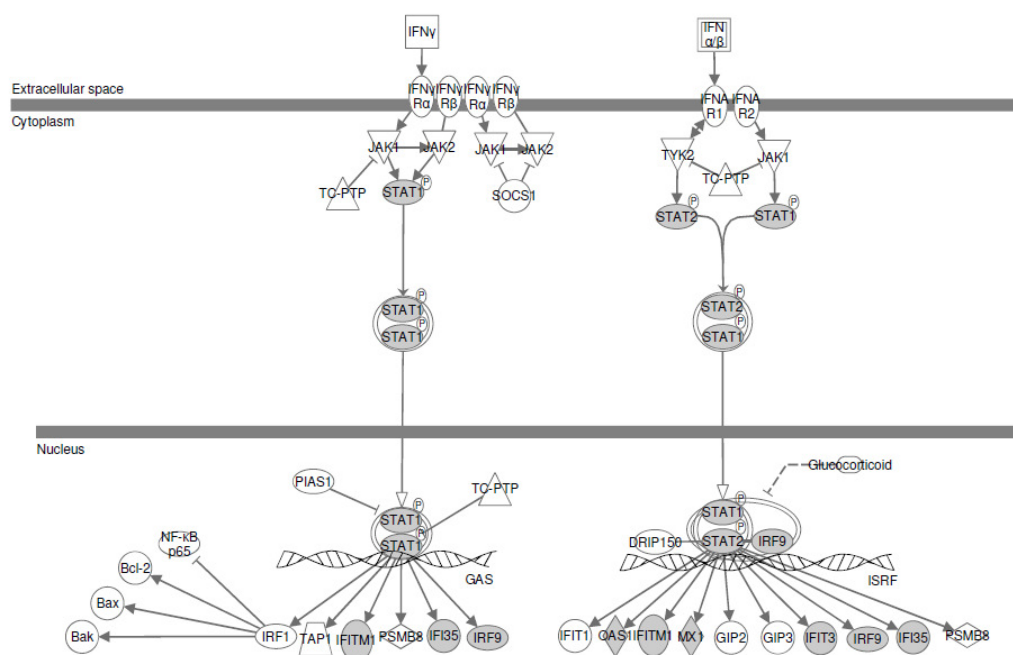 IFNγ
IFN
α/β
Extracellular space
IFNγ
Rα
IFNγ
Rβ
IFNγ
Rα
IFNγ
Rβ
IFNA
R1
IFNA
R2
Cytoplasm
JAK1
JAK2
JAK1
JAK2
TYK2
JAK1
TC-PTP
STAT1
P
SOCS1
TC-PTP
STAT2
P
STAT1
P
STAT1
P
STAT1
P
STAT2
P
STAT1
P
Nucleus
Glucocorticoid
PIAS1
TC-PTP
STAT1
P
STAT1
STAT1
P
STAT2
P
IRF9
DRIP150
NF-κB
p65
GAS
ISRF
Bcl-2
Bax
Bak
IRF1
TAP1
IFITM1
PSMB8
IFI35
IRF9
IFIT1
OAS1
IFITM1
MX1
GIP2
GIP3
IFIT3
IRF9
IFI35
PSMB8